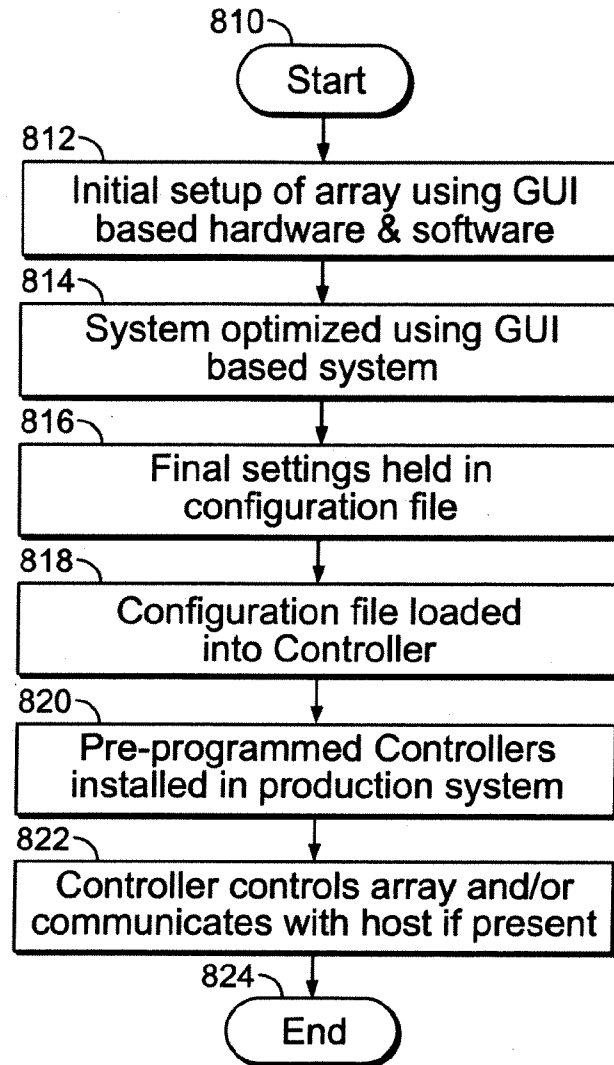 810
Start
812
Initial setup of array using GUI
based hardware & software
814
System optimized using GUI
based system
816
Final settings held in
configuration file
818
Configuration file loaded
into Controller
820
Pre-programmed Controllers
installed in production system
822
Controller controls array and/or
communicates with host if present
824
End